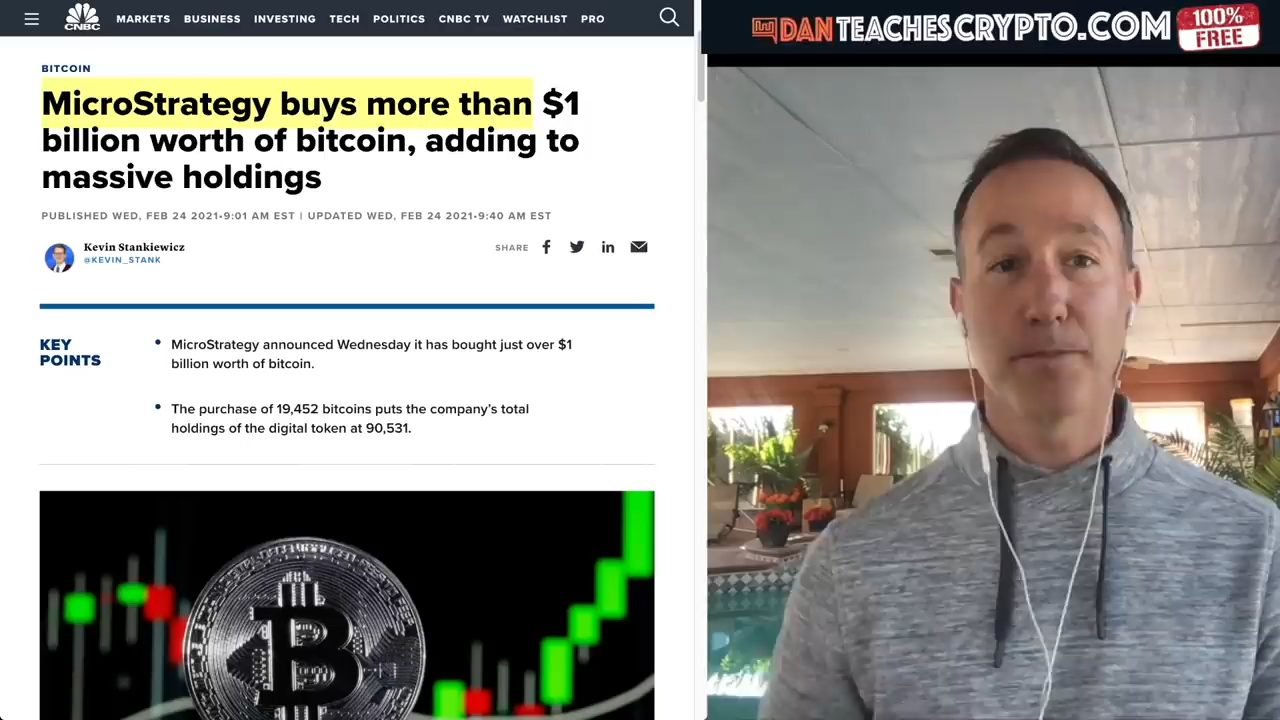 CNBC
MARKETS BUSINESS INVESTING TECH POLITICS CNBC TV WATCHLIST PRO
BITCOIN
MicroStrategy buys more than $1
billion worth of bitcoin, adding to
massive holdings
PUBLISHED WED, FEB 24 2021•9:01 AM EST | UPDATED WED, FEB 24 2021•9:40 AM EST
Kevin Stankiewicz
@KEVIN_STANK
SHARE
KEY
POINTS
• MicroStrategy announced Wednesday it has bought just over $1
billion worth of bitcoin.
• The purchase of 19,452 bitcoins puts the company's total
holdings of the digital token at 90,531.
DANTEACHESCRYPTO.COM
100%
FREE